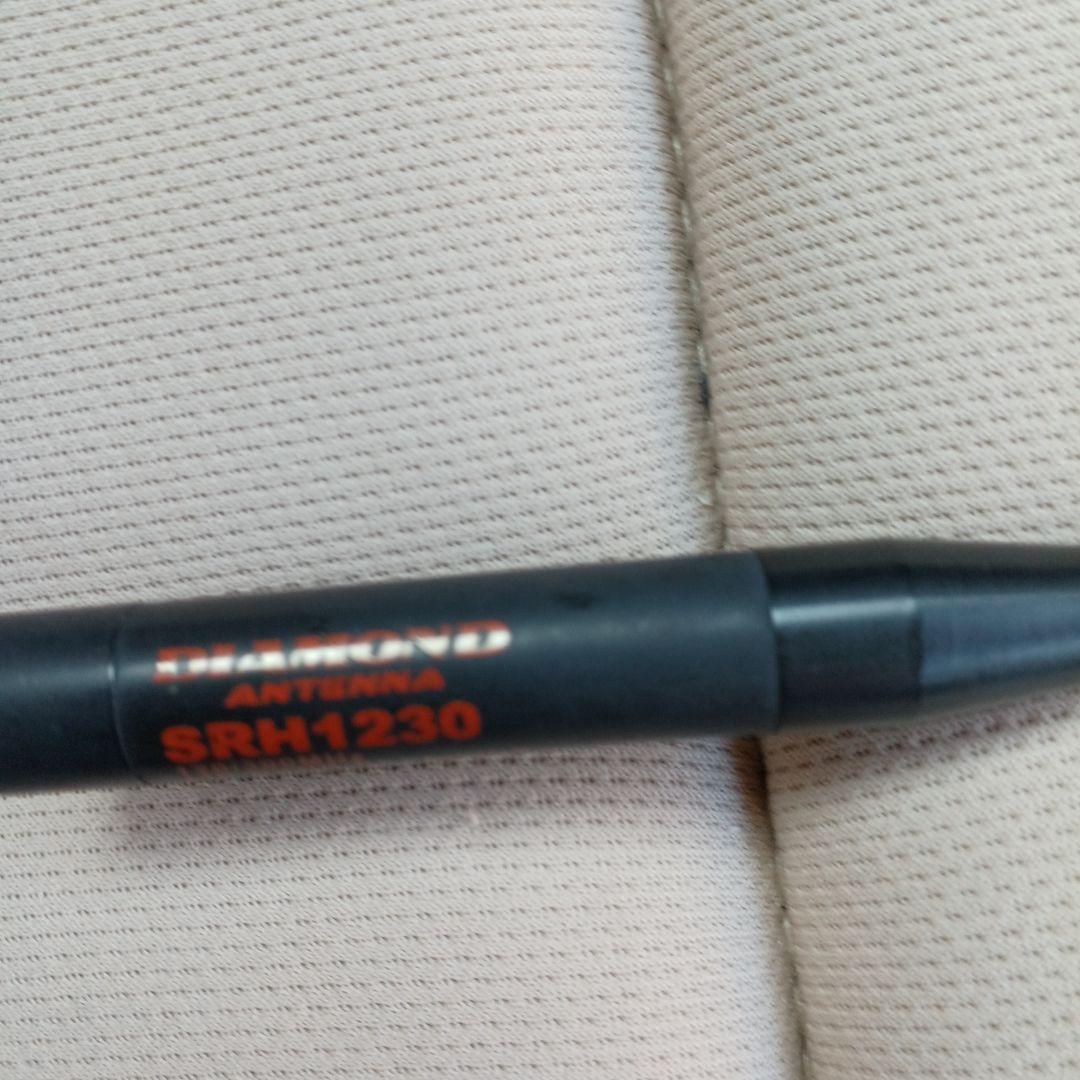 DIAMOND
ANTENNA
SRH1230